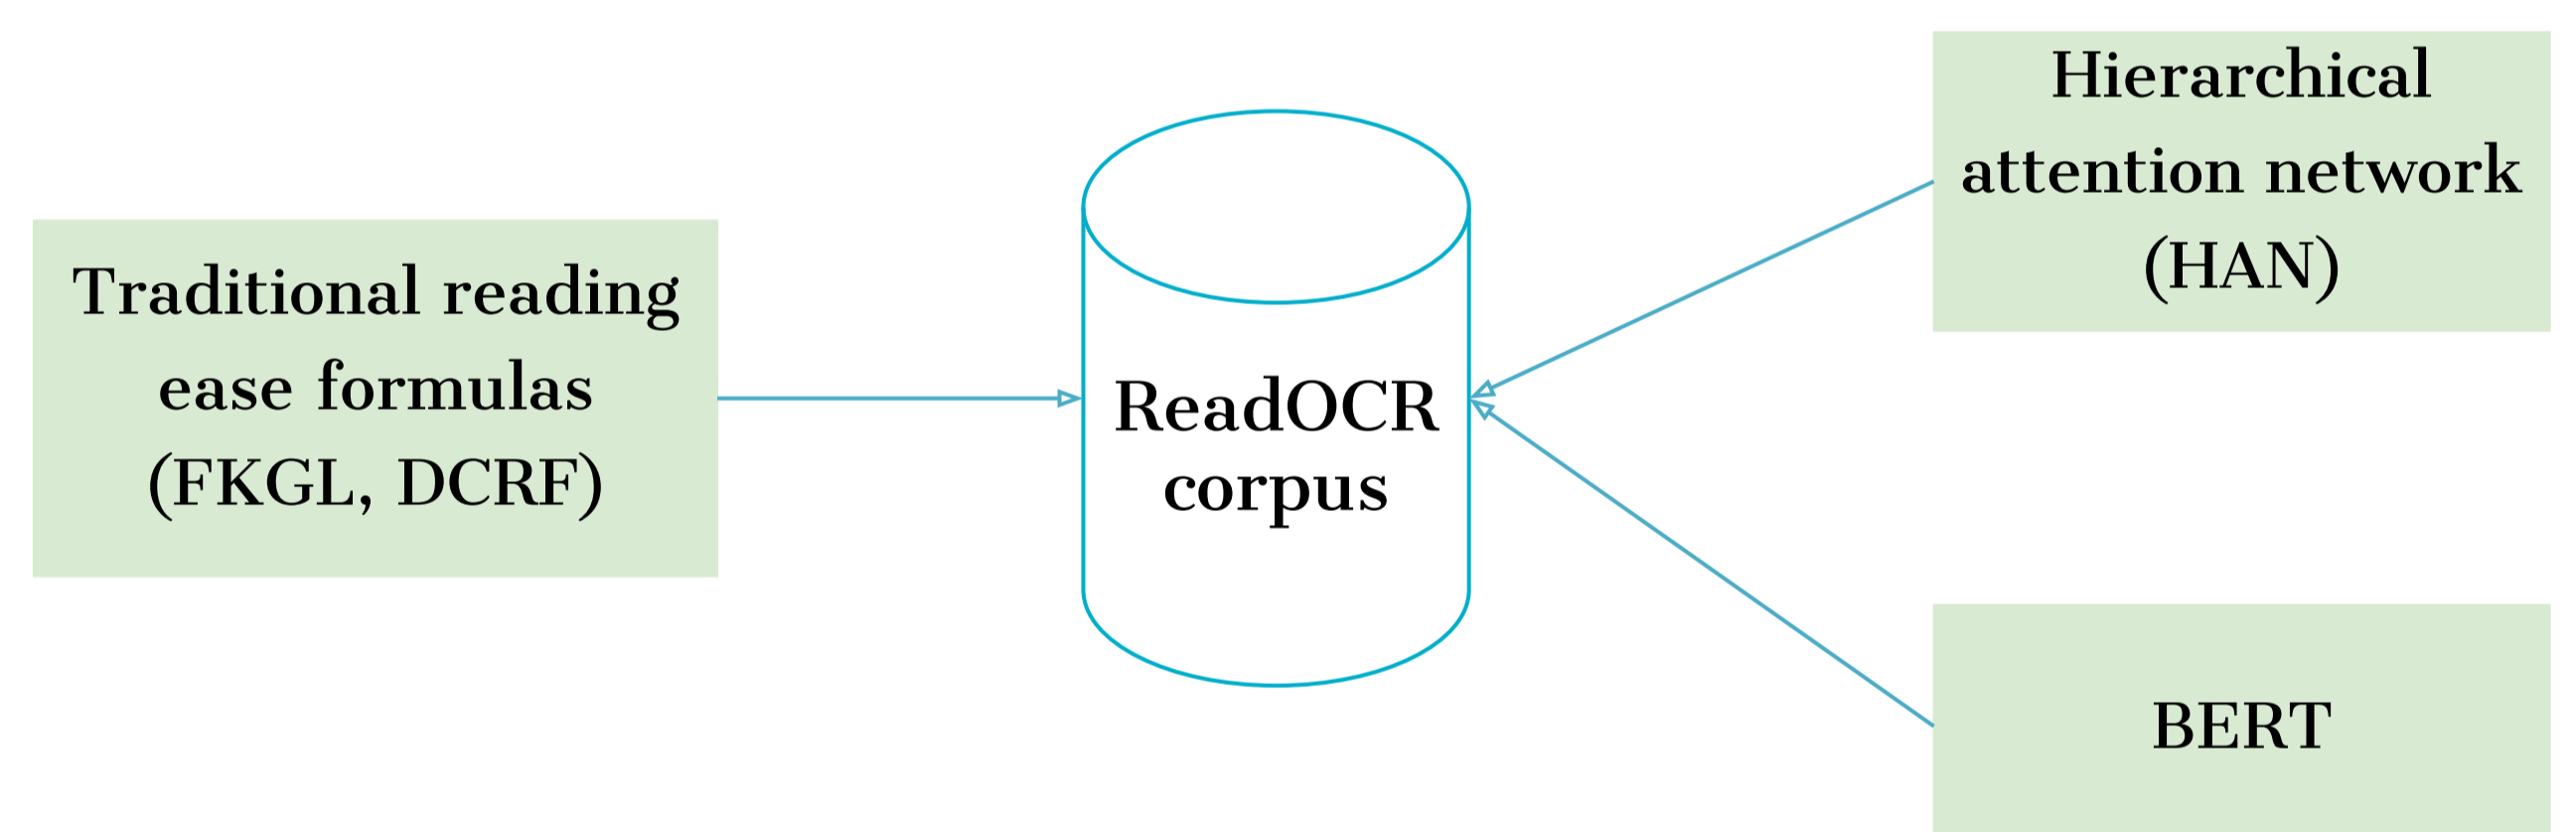 Traditional reading
ease formulas
(FKGL, DCRF)
ReadOCR
corpus
Hierarchical
attention network
(HAN)
BERT